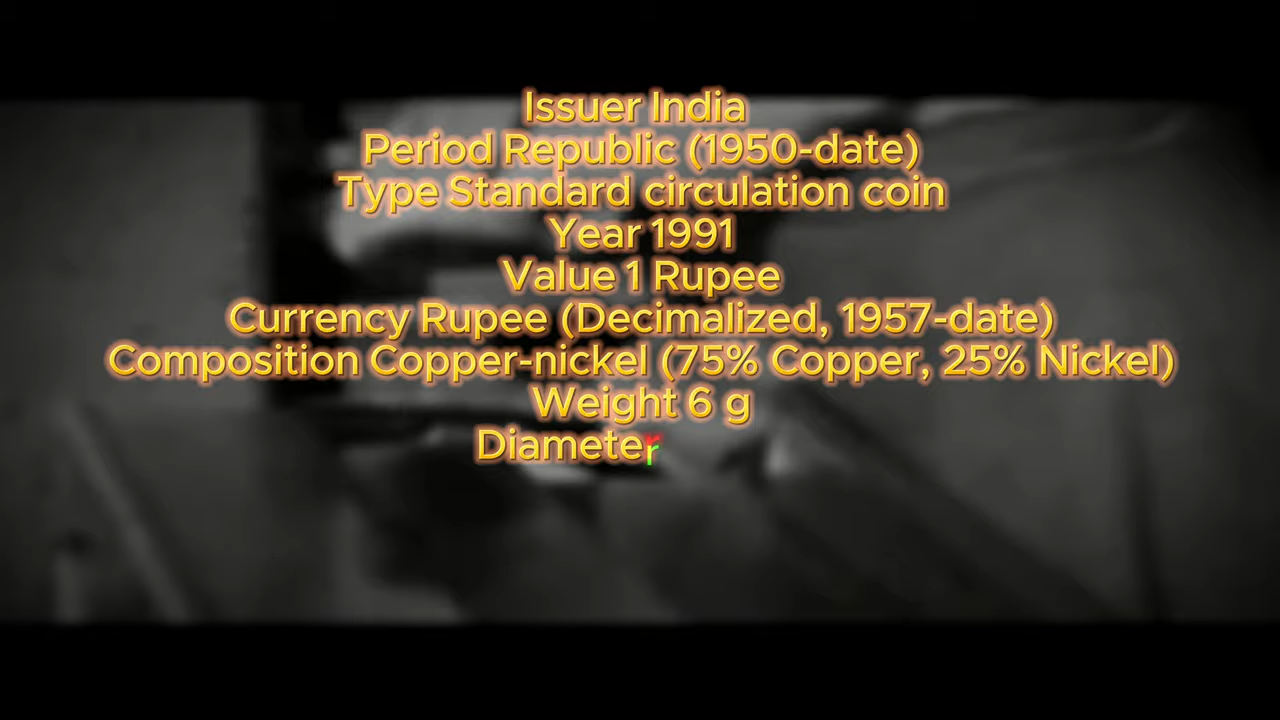 Issuer India
Period Republic (1950-date)
Type Standard circulation coin
Year 1991
Value 1 Rupee
Currency Rupee (Decimalized, 1957-date)
Composition Copper-nickel (75% Copper, 25% Nickel)
Weight 6 g
Diameter